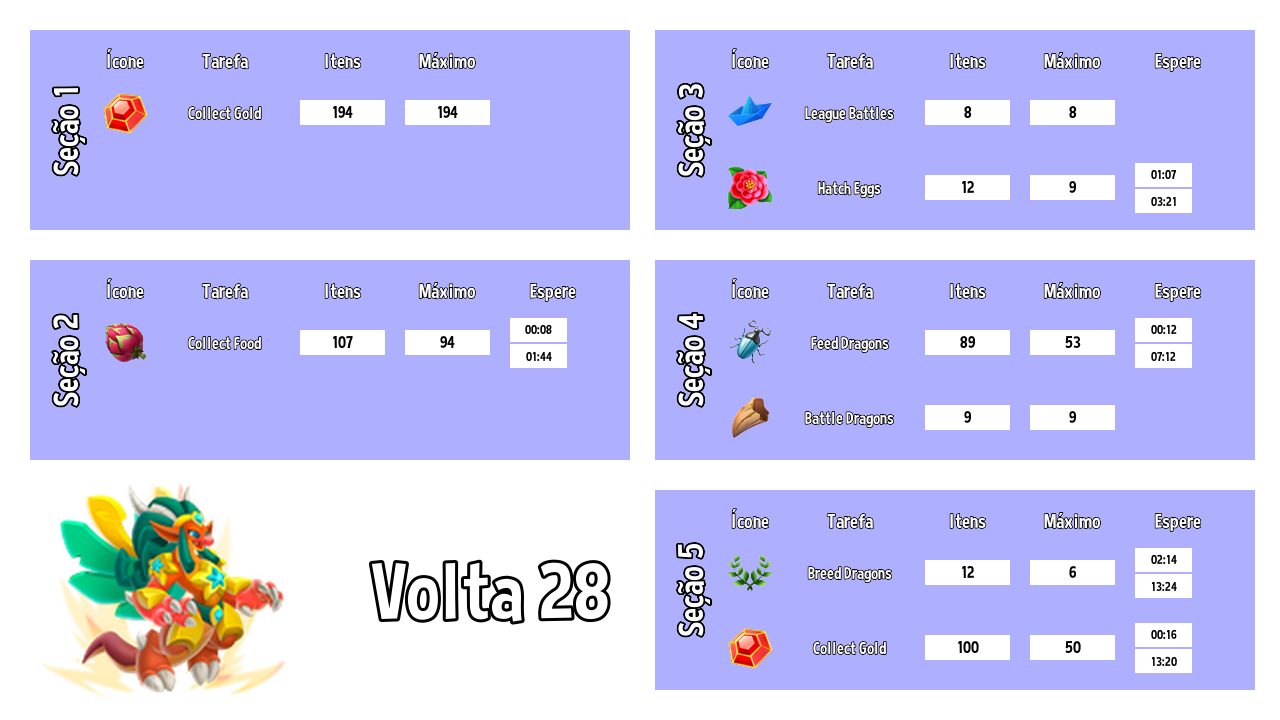 Seção 1
Ícone Tarefa Itens Máximo
Collect Gold 194 194
Seção 2
Ícone Tarefa Itens Máximo Espere
Collect Food 107 94 00:08
01:44
Volta 28
Seção 3
Ícone Tarefa Itens Máximo Espere
League Battles 8 8
Hatch Eggs 12 9 01:07
03:21
Seção 4
Ícone Tarefa Itens Máximo Espere
Feed Dragons 89 53 00:12
07:12
Battle Dragons 9 9
Seção 5
Ícone Tarefa Itens Máximo Espere
Breed Dragons 12 6 02:14
13:24
Collect Gold 100 50 00:16
13:20